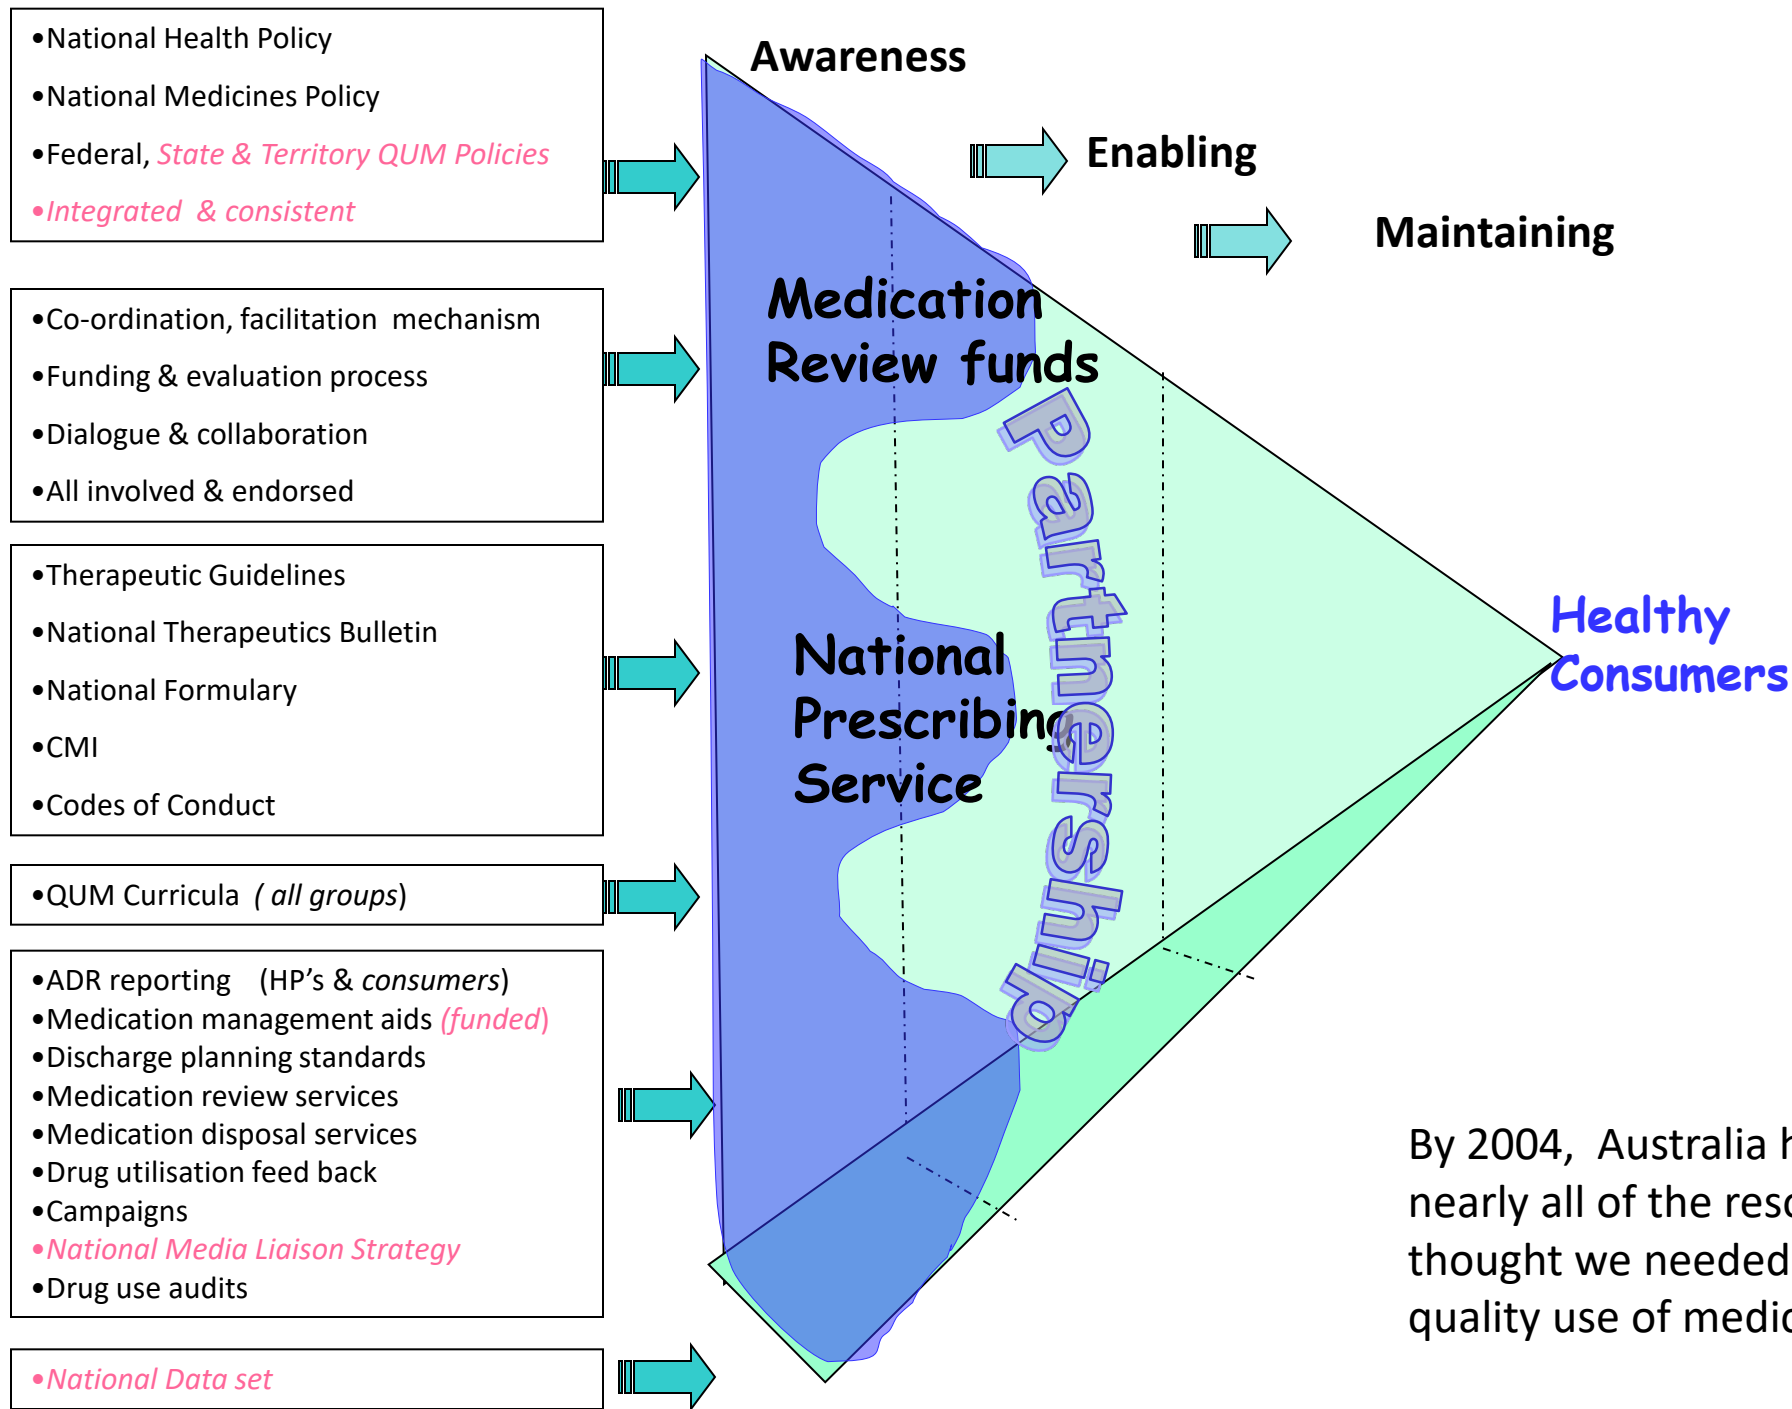 •National Health Policy
•National Medicines Policy
•Federal, State & Territory QUM Policies
•Integrated & consistent
•Co-ordination, facilitation mechanism
•Funding & evaluation process
•Dialogue & collaboration
•All involved & endorsed
•Therapeutic Guidelines
•National Therapeutics Bulletin
•National Formulary
•CMI
•Codes of Conduct
•QUM Curricula ( all groups)
•ADR reporting (HP's & consumers)
•Medication management aids (funded)
•Discharge planning standards
•Medication review services
•Medication disposal services
•Drug utilisation feed back
•Campaigns
•National Media Liaison Strategy
•Drug use audits
•National Data set
Awareness
Enabling
Maintaining
Medication
Review funds
National
Prescribing
Service
Partnership
Healthy
Consumers
By 2004, Australia
nearly all of the
thought we needed
quality use of